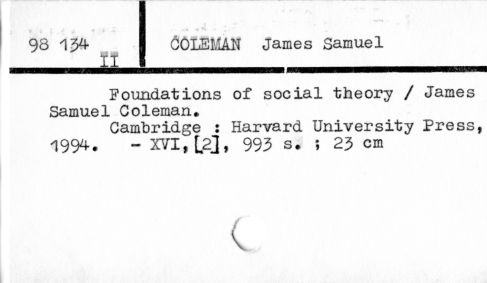 98 134 COLEMAN James Samuel
II
Foundations of social theory / James
Samuel Coleman.
Cambridge : Harvard University Press,
1994. - XVI,[2], 993 s. ; 23 cm